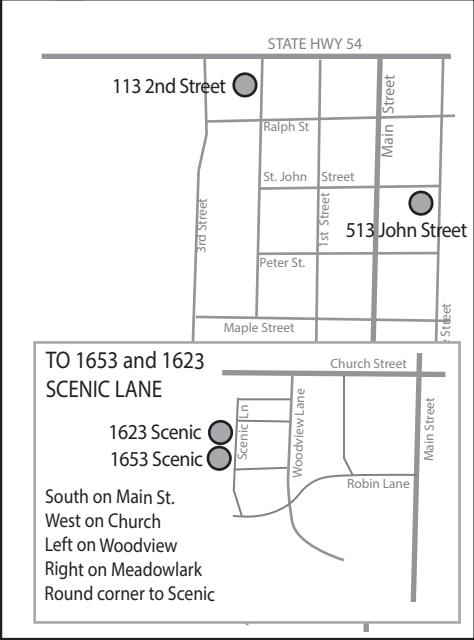 STATE HWY 54
113 2nd Street
Main Street
Ralph St
St. John Street
3rd Street
1st Street
513 John Street
Peter St.
Maple Street
Street
TO 1653 and 1623
SCENIC LANE
Church Street
1623 Scenic
1653 Scenic
Scenic Ln
Woodview Lane
Main Street
Robin Lane
South on Main St.
West on Church
Left on Woodview
Right on Meadowlark
Round corner to Scenic